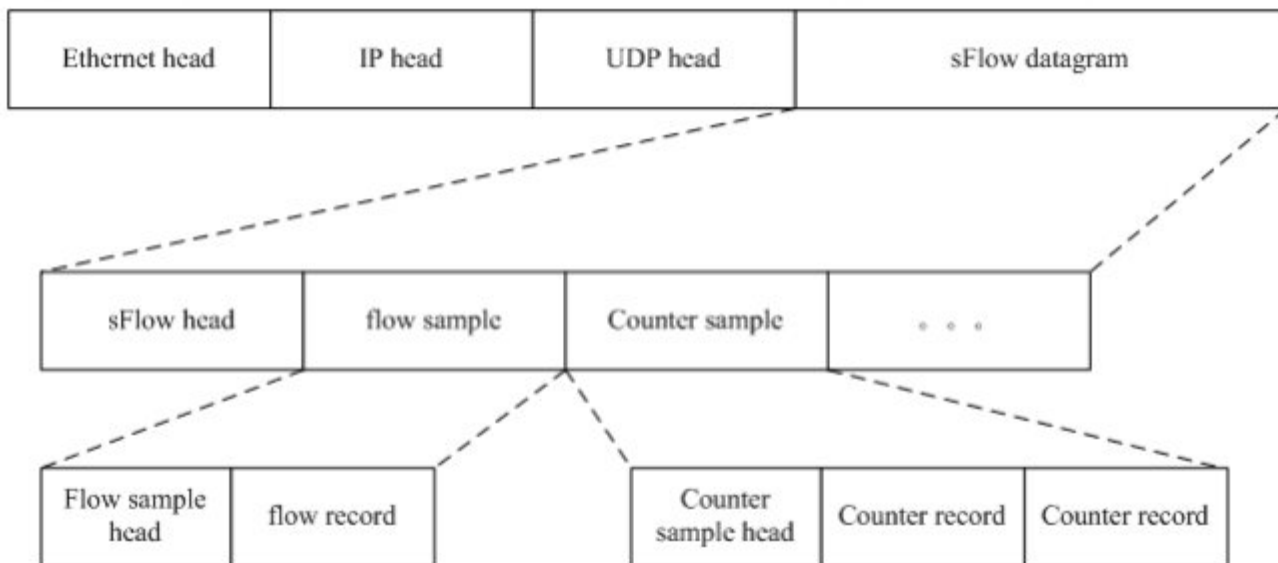 Ethernet head
IP head
UDP head
sFlow datagram
sFlow head
flow sample
Counter sample
Flow sample
head
flow record
Counter
sample head
Counter record
Counter record